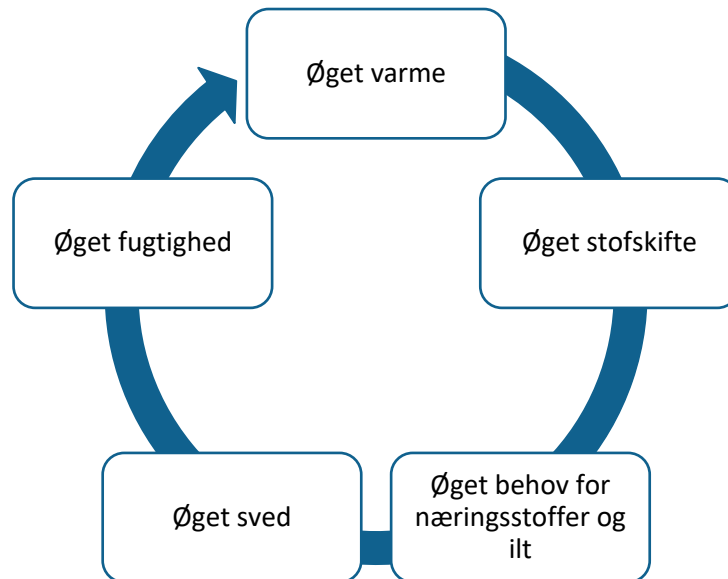 Øget varme
Øget stofskifte
Øget behov for
næringsstoffer og
ilt
Øget sved
Øget fugtighed